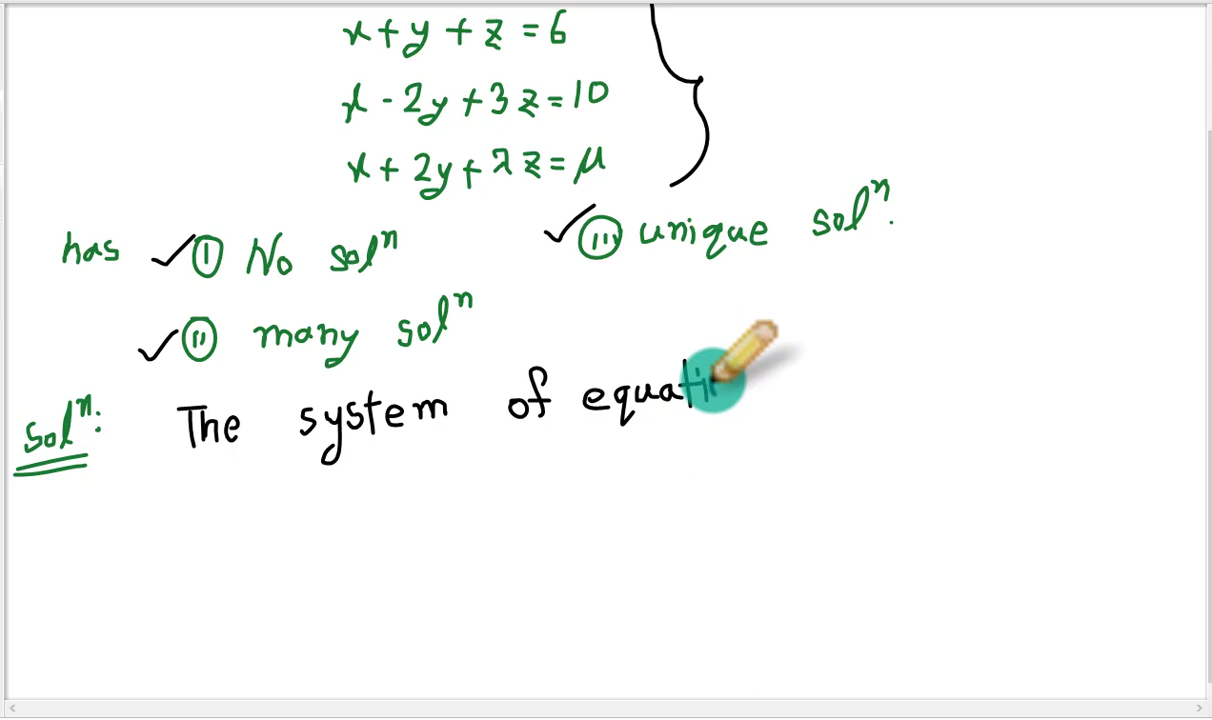 x+y+z=6
x-2y+3z=10
x+2y+λz=μ
has ✓ⓘ No solⁿ ✓(iii) unique solⁿ.
✓(ii) many solⁿ
Solⁿ: The system of equati